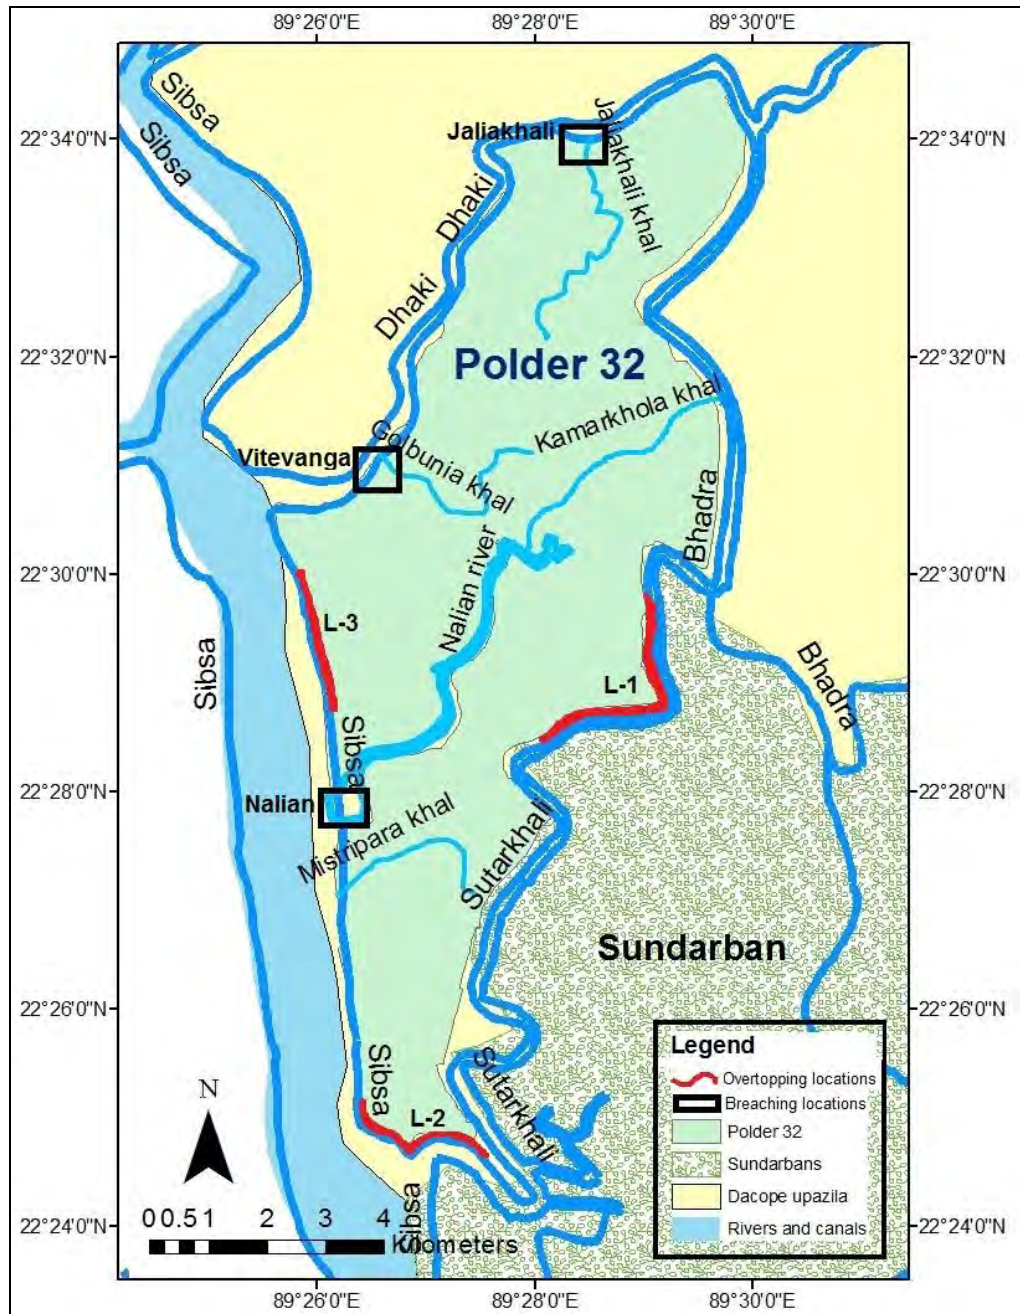 89°26'0"E
89°28'0"E
89°30'0"E
Sibsa
Sibsa
Jaliakhali
Jaliakhali khal
22°34'0"N
22°34'0"N
Dhaki
Dhaki
22°32'0"N
22°32'0"N
Polder 32
Kamarkhola khal
Golbunia khal
Vitevanga
Bhadra
Nalian river
22°30'0"N
22°30'0"N
L-3
Sibsa
L-1
Bhadra
Sibsa
22°28'0"N
22°28'0"N
Nalian
Mistripara khal
Sutarkhali
Sundarban
22°26'0"N
22°26'0"N
Sibsa
L-2
Sutarkhali
Legend
Overtopping locations
Breaching locations
Polder 32
Sundarbans
Dacope upazila
Rivers and canals
N
Sibsa
22°24'0"N
22°24'0"N
0 0.5 1 2 3 4
Kilometers
89°26'0"E
89°28'0"E
89°30'0"E